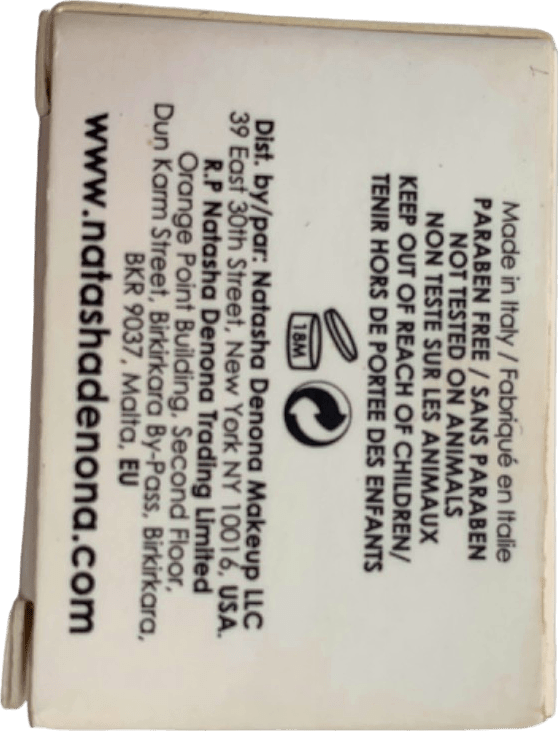 Made in Italy / Fabriqué en Italie
PARABEN FREE / SANS PARABEN
NOT TESTED ON ANIMALS
NON TESTE SUR LES ANIMAUX
KEEP OUT OF REACH OF CHILDREN/
TENIR HORS DE PORTEE DES ENFANTS
18M
Dist. by/par: Natasha Denona Makeup LLC
39 East 30th Street, New York NY 10016, USA.
R.P Natasha Denona Trading Limited
Orange Point Building, Second Floor,
Dun Karm Street, Birkirkara By-Pass, Birkirkara,
BKR 9037, Malta, EU
www.natashadenona.com